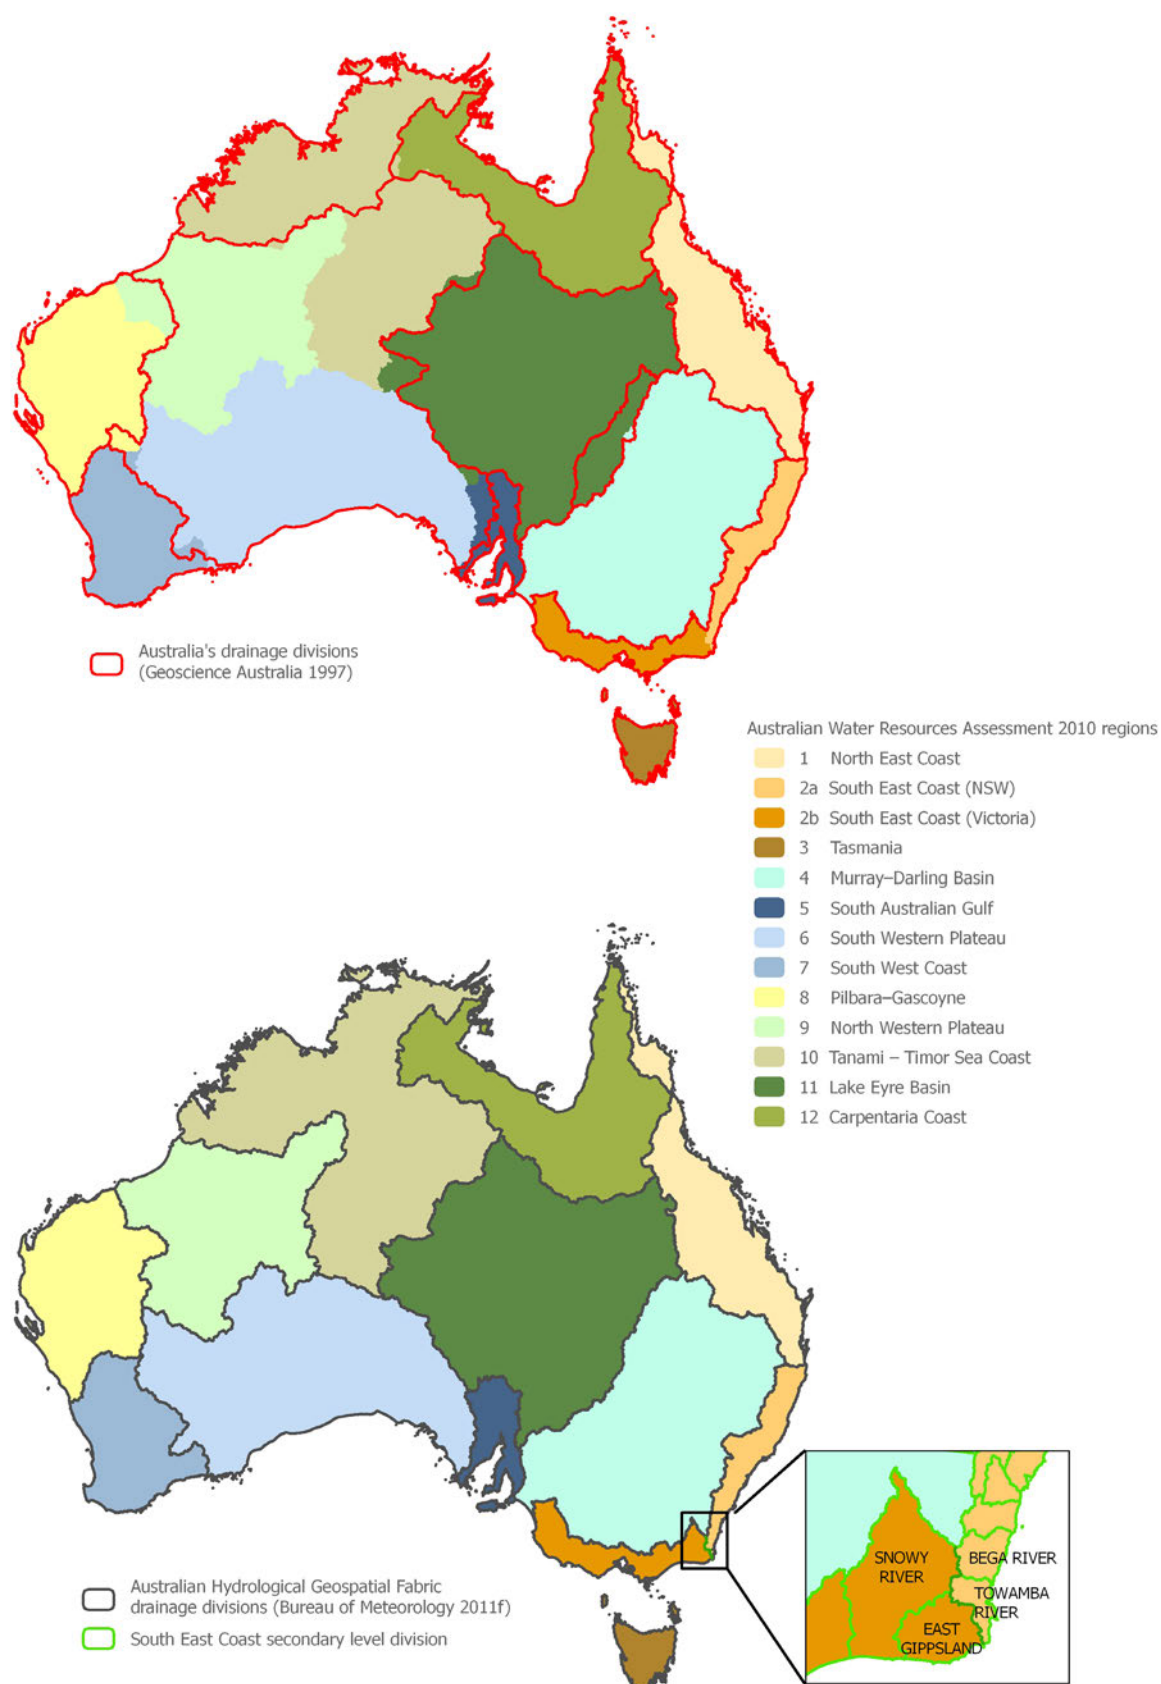 Australia's drainage divisions
(Geoscience Australia 1997)
Australian Water Resources Assessment 2010 regions
1 North East Coast
2a South East Coast (NSW)
2b South East Coast (Victoria)
3 Tasmania
4 Murray–Darling Basin
5 South Australian Gulf
6 South Western Plateau
7 South West Coast
8 Pilbara–Gascoyne
9 North Western Plateau
10 Tanami – Timor Sea Coast
11 Lake Eyre Basin
12 Carpentaria Coast
Australian Hydrological Geospatial Fabric
drainage divisions (Bureau of Meteorology 2011f)
South East Coast secondary level division
SNOWY
RIVER
BEGA RIVER
TOWAMBA
RIVER
EAST
GIPPSLAND